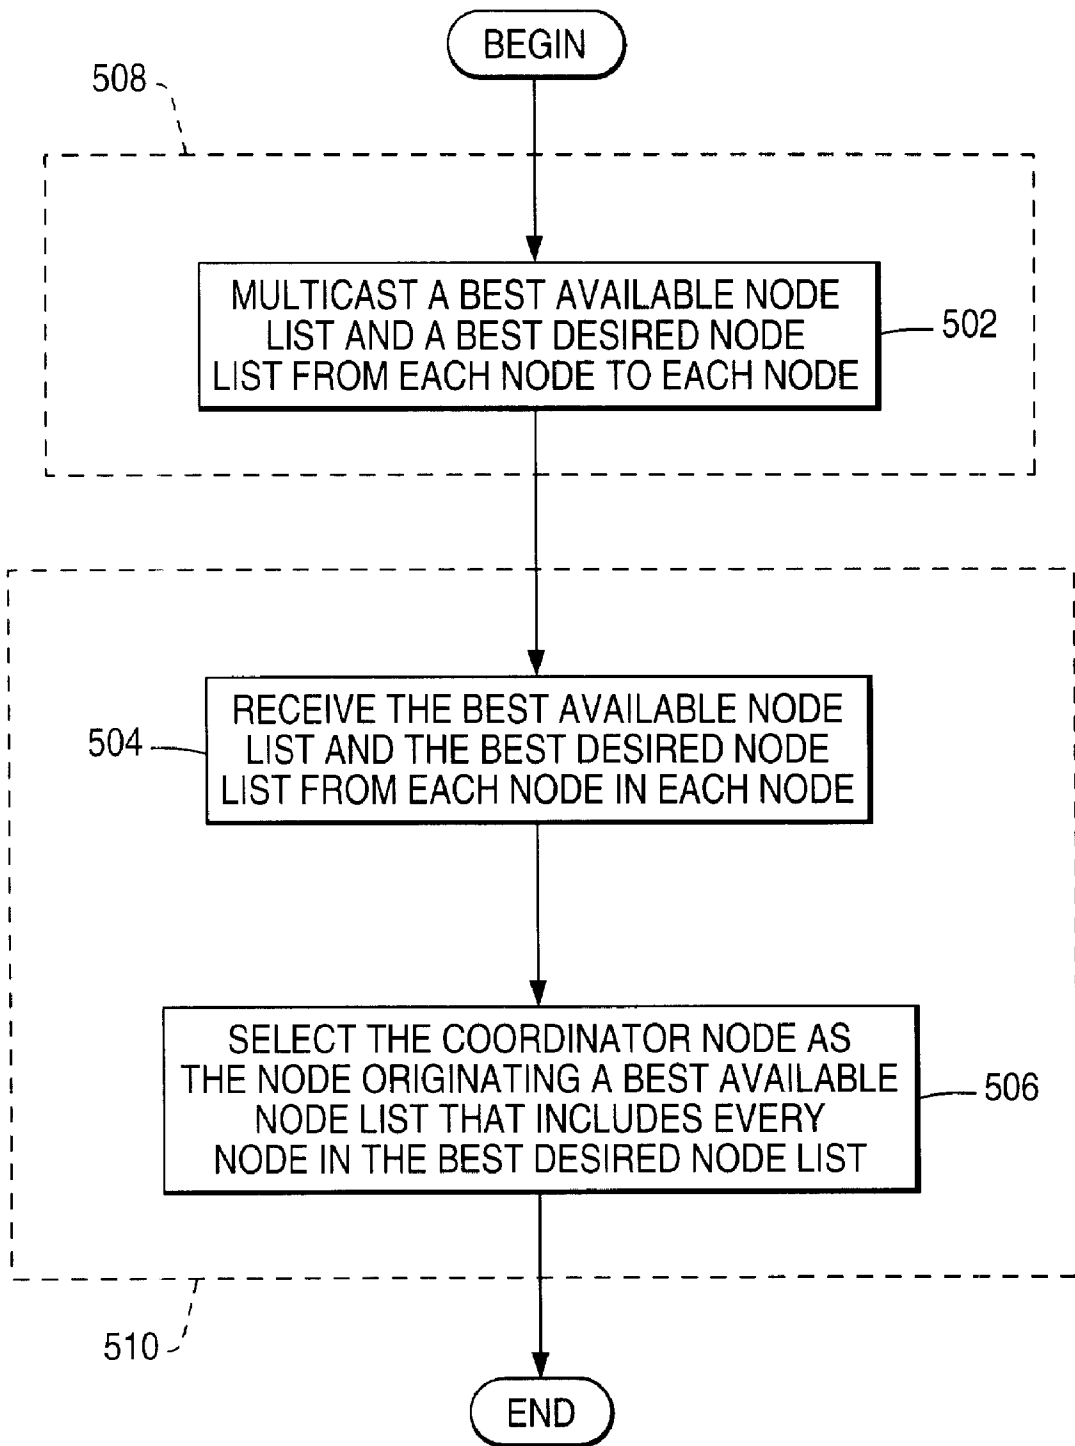 BEGIN
508
MULTICAST A BEST AVAILABLE NODE
LIST AND A BEST DESIRED NODE
LIST FROM EACH NODE TO EACH NODE
502
RECEIVE THE BEST AVAILABLE NODE
LIST AND THE BEST DESIRED NODE
LIST FROM EACH NODE IN EACH NODE
504
SELECT THE COORDINATOR NODE AS
THE NODE ORIGINATING A BEST AVAILABLE
NODE LIST THAT INCLUDES EVERY
NODE IN THE BEST DESIRED NODE LIST
506
510
END